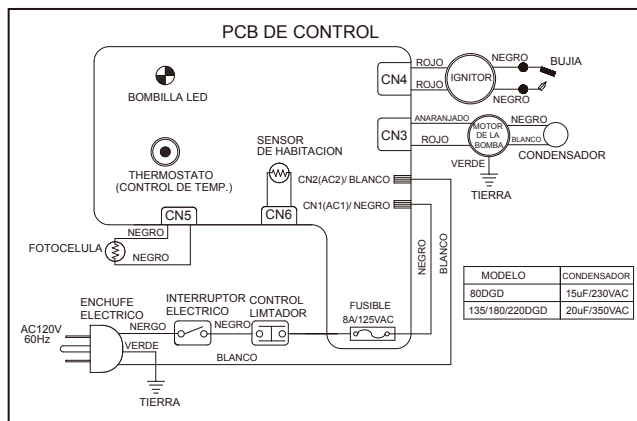 PCB DE CONTROL
BOMBILLA LED
THERMOSTATO
(CONTROL DE TEMP.)
SENSOR
DE HABITACION
CN4
ROJO
ROJO
IGNITOR
NEGRO
NEGRO
BUJIA
CN3
ANARANJADO
ROJO
MOTOR
DE LA
BOMBA
NEGRO
BLANCO
CONDENSADOR
VERDE
TIERRA
CN2(AC2)/ BLANCO
CN1(AC1)/ NEGRO
CN5
CN6
NEGRO
NEGRO
FOTOCELULA
NEGRO
BLANCO
MODELO
CONDENSADOR
80DGD
15uF/230VAC
135/180/220DGD
20uF/350VAC
ENCHUFE
ELECTRICO
AC120V
60Hz
NERGO
INTERRUPTOR
ELECTRICO
NEGRO
CONTROL
LIMTADOR
FUSIBLE
8A/125VAC
VERDE
BLANCO
TIERRA